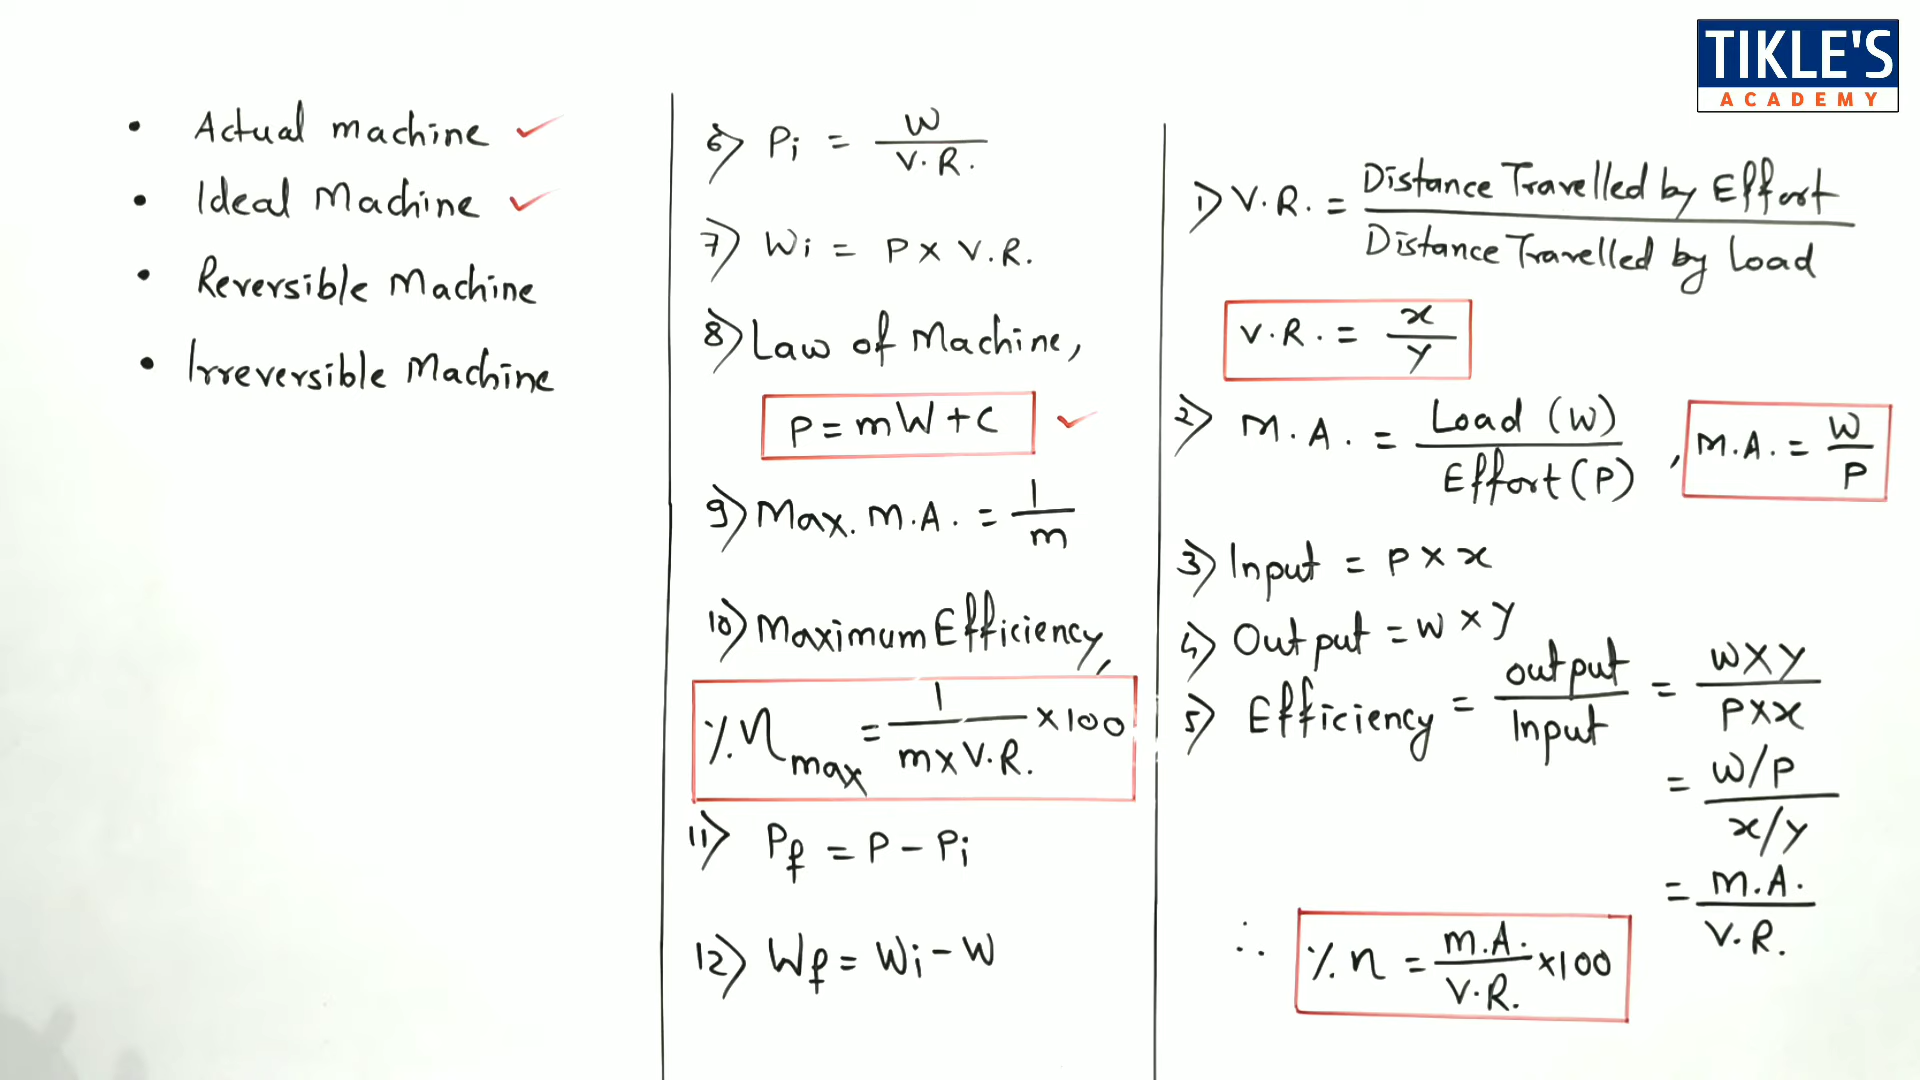 TIKLE'S
ACADEMY
• Actual machine ✓
• Ideal Machine ✓
• Reversible Machine
• Irreversible Machine
6) Pi = W / V.R.
7) Wi = P × V.R.
8) Law of Machine,
P = mW + C ✓
9) Max. M.A. = 1 / m
10) Maximum Efficiency,
%η max = 1 / m × V.R. × 100
11) Pf = P - Pi
12) Wf = Wi - W
1) V.R. = Distance Travelled by Effort / Distance Travelled by Load
V.R. = x / y
2) M.A. = Load (W) / Effort (P) , M.A. = W / P
3) Input = P × x
4) Output = W × y
5) Efficiency = output / Input = W × y / P × x
= W/P / x/y
= M.A. / V.R.
∴ %η = M.A. / V.R. × 100